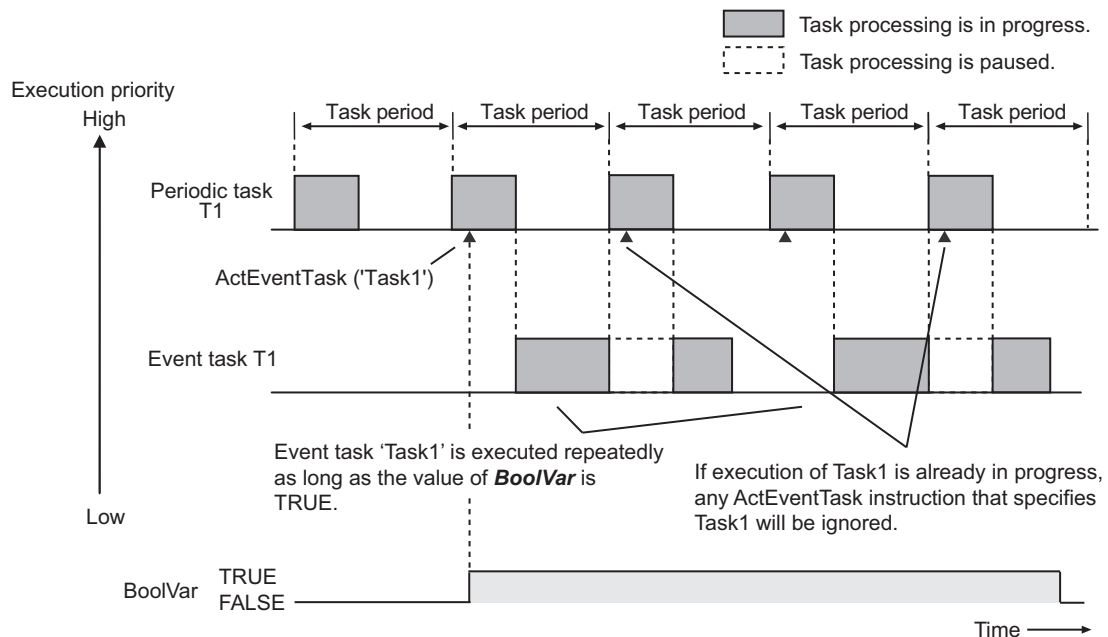 Task processing is in progress.
Task processing is paused.
Execution priority
High
Task period
Task period
Task period
Task period
Task period
Periodic task
T1
ActEventTask ('Task1')
Event task T1
Event task ‘Task1’ is executed repeatedly
as long as the value of BoolVar is
TRUE.
If execution of Task1 is already in progress,
any ActEventTask instruction that specifies
Task1 will be ignored.
Low
BoolVar
TRUE
FALSE
Time